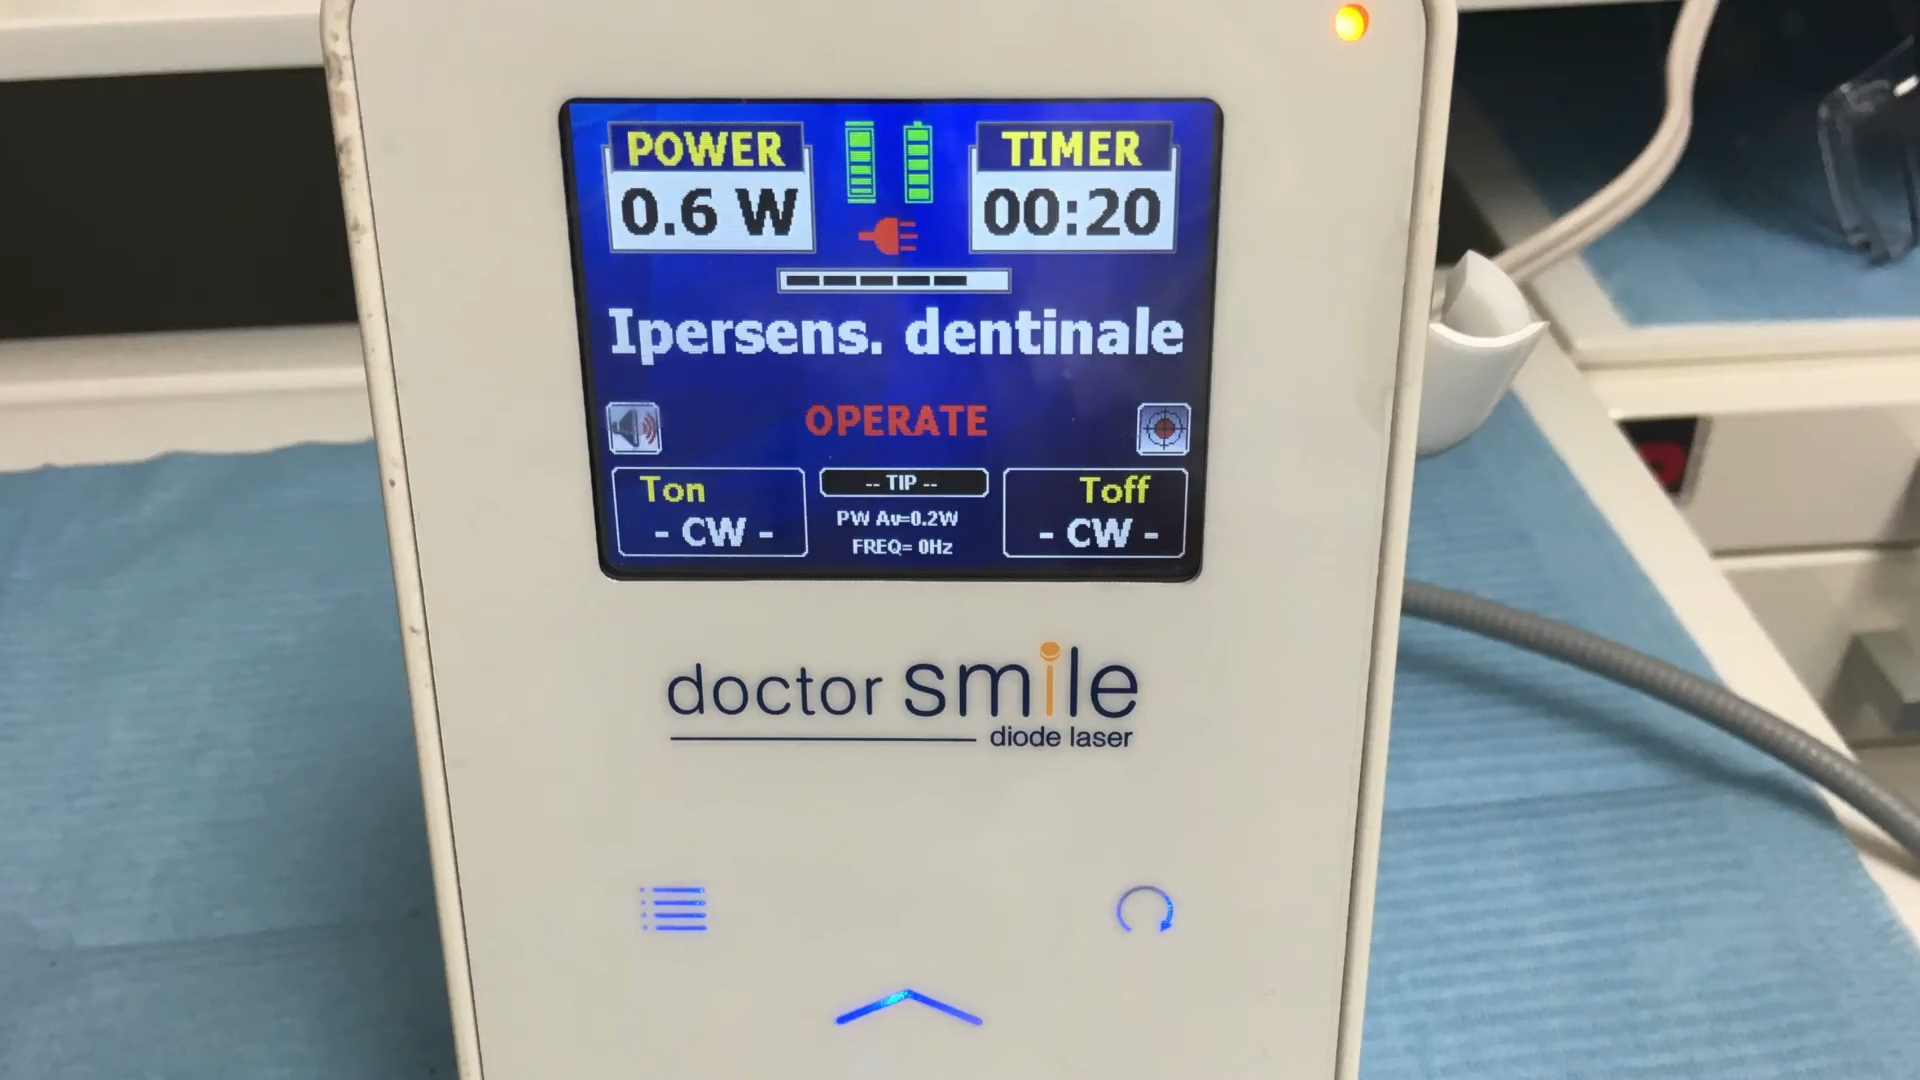 POWER
0.6 W
TIMER
00:20
Ipersens. dentinale
OPERATE
Ton
- CW -
-- TIP --
PW Av=0.2W
FREQ= 0Hz
Toff
- CW -
doctor smile
diode laser